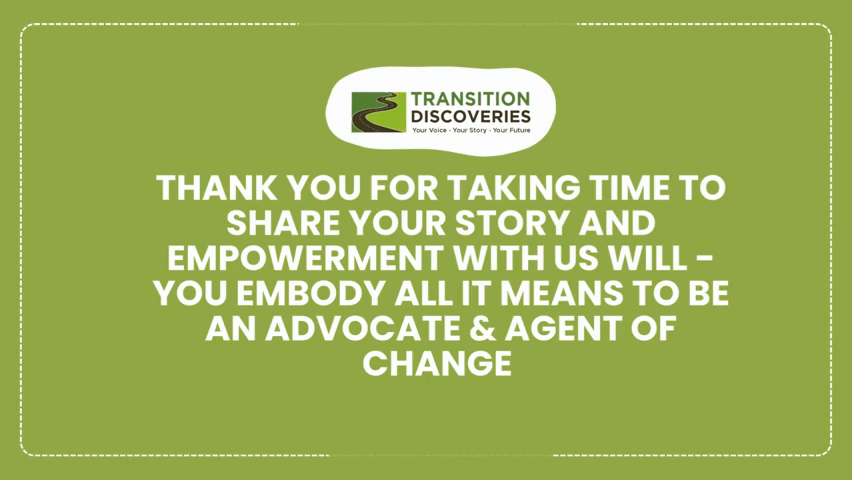 TRANSITION
DISCOVERIES
Your Voice - Your Story - Your Future
THANK YOU FOR TAKING TIME TO
SHARE YOUR STORY AND
EMPOWERMENT WITH US WILL -
YOU EMBODY ALL IT MEANS TO BE
AN ADVOCATE & AGENT OF
CHANGE